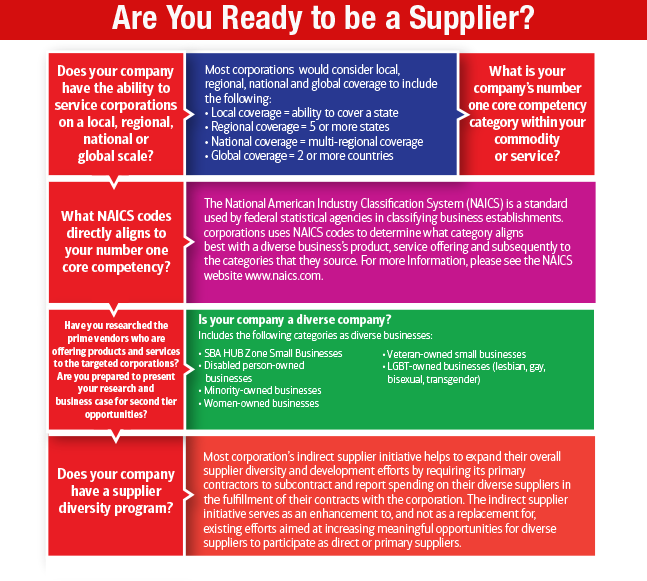 Are You Ready to be a Supplier?
Does your company
have the ability to
service corporations
on a local, regional,
national or
global scale?
Most corporations would consider local,
regional, national and global coverage to include
the following:
• Local coverage = ability to cover a state
• Regional coverage = 5 or more states
• National coverage = multi-regional coverage
• Global coverage = 2 or more countries
What is your
company's number
one core competency
category within your
commodity
or service?
What NAICS codes
directly aligns to
your number one
core competency?
The National American Industry Classification System (NAICS) is a standard
used by federal statistical agencies in classifying business establishments.
corporations uses NAICS codes to determine what category aligns
best with a diverse business's product, service offering and subsequently to
the categories that they source. For more Information, please see the NAICS
website www.naics.com.
Have you researched the
prime vendors who are
offering products and services
to the targeted corporations?
Are you prepared to present
your research and
business case for second tier
opportunities?
Is your company a diverse company?
Includes the following categories as diverse businesses:
• SBA HUB Zone Small Businesses
• Disabled person-owned
businesses
• Minority-owned businesses
• Women-owned businesses
• Veteran-owned small businesses
• LGBT-owned businesses (lesbian, gay,
bisexual, transgender)
Does your company
have a supplier
diversity program?
Most corporation's indirect supplier initiative helps to expand their overall
supplier diversity and development efforts by requiring its primary
contractors to subcontract and report spending on their diverse suppliers in
the fulfillment of their contracts with the corporation. The indirect supplier
initiative serves as an enhancement to, and not as a replacement for,
existing efforts aimed at increasing meaningful opportunities for diverse
suppliers to participate as direct or primary suppliers.